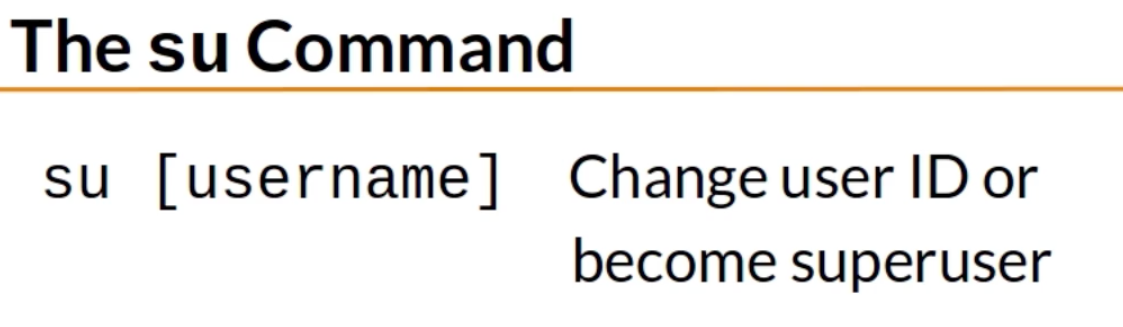 The su Command
su [username] Change user ID or
become superuser